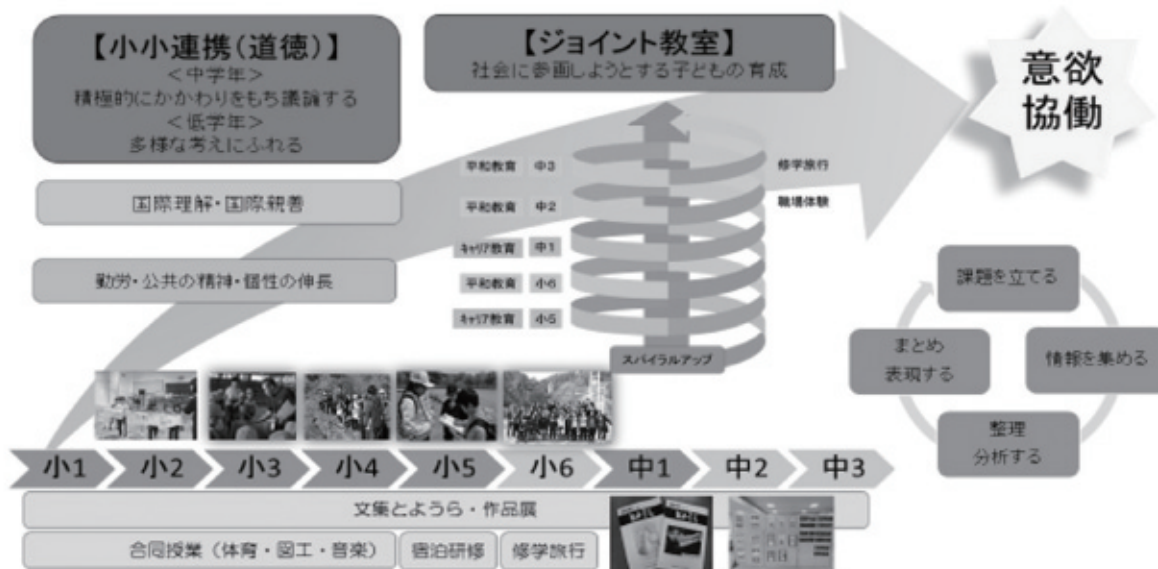 【小小連携(道徳)】
＜中学年＞
積極的にかかわりをもち議論する
＜低学年＞
多様な考えにふれる
国際理解・国際親善
勤労・公共の精神・個性の伸長
【ジョイント教室】
社会に参画しようとする子どもの育成
意欲
協働
平和教育 中3 修学旅行
平和教育 中2 職場体験
キャリア教育 中1
平和教育 小6
キャリア教育 小5
スパイラルアップ
課題を立てる
情報を集める
整理
分析する
まとめ
表現する
小1 小2 小3 小4 小5 小6 中1 中2 中3
文集とようら・作品展
合同授業（体育・図工・音楽） 宿泊研修 修学旅行